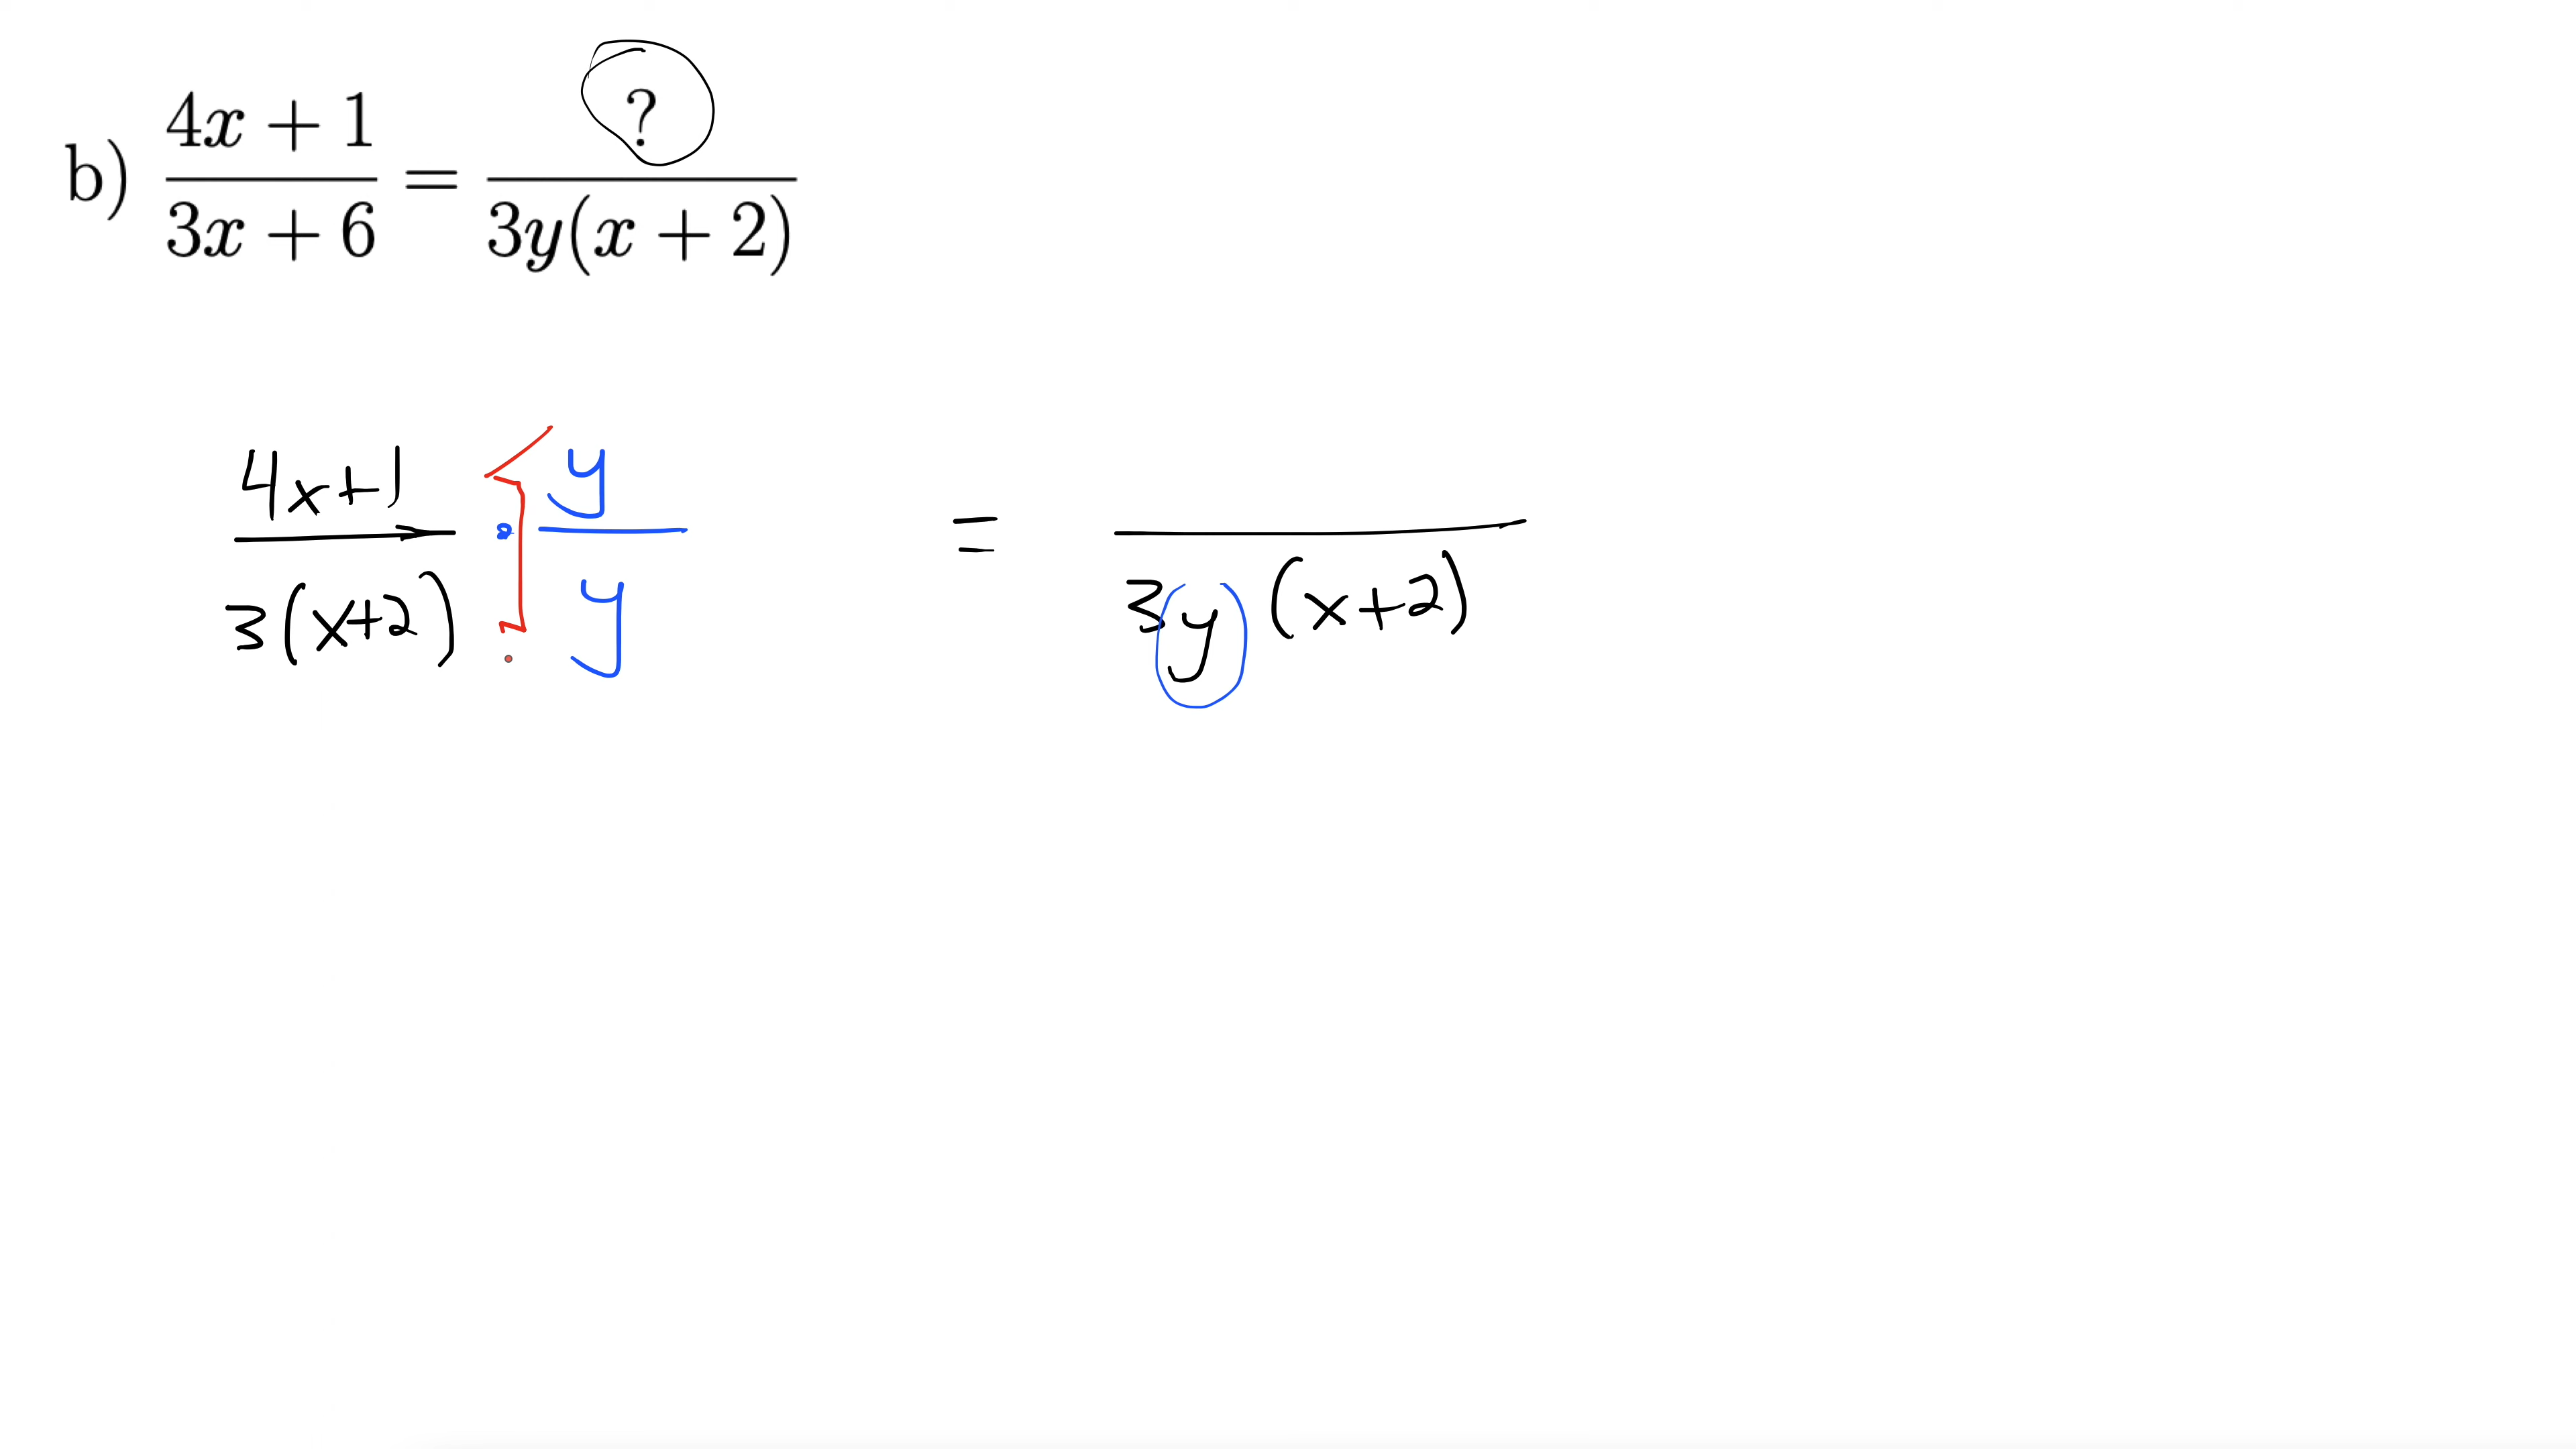 b) (4x + 1)/(3x + 6) = ?/(3y(x + 2))
(4x+1)/(3(x+2)) · y/y = /(3y(x+2))